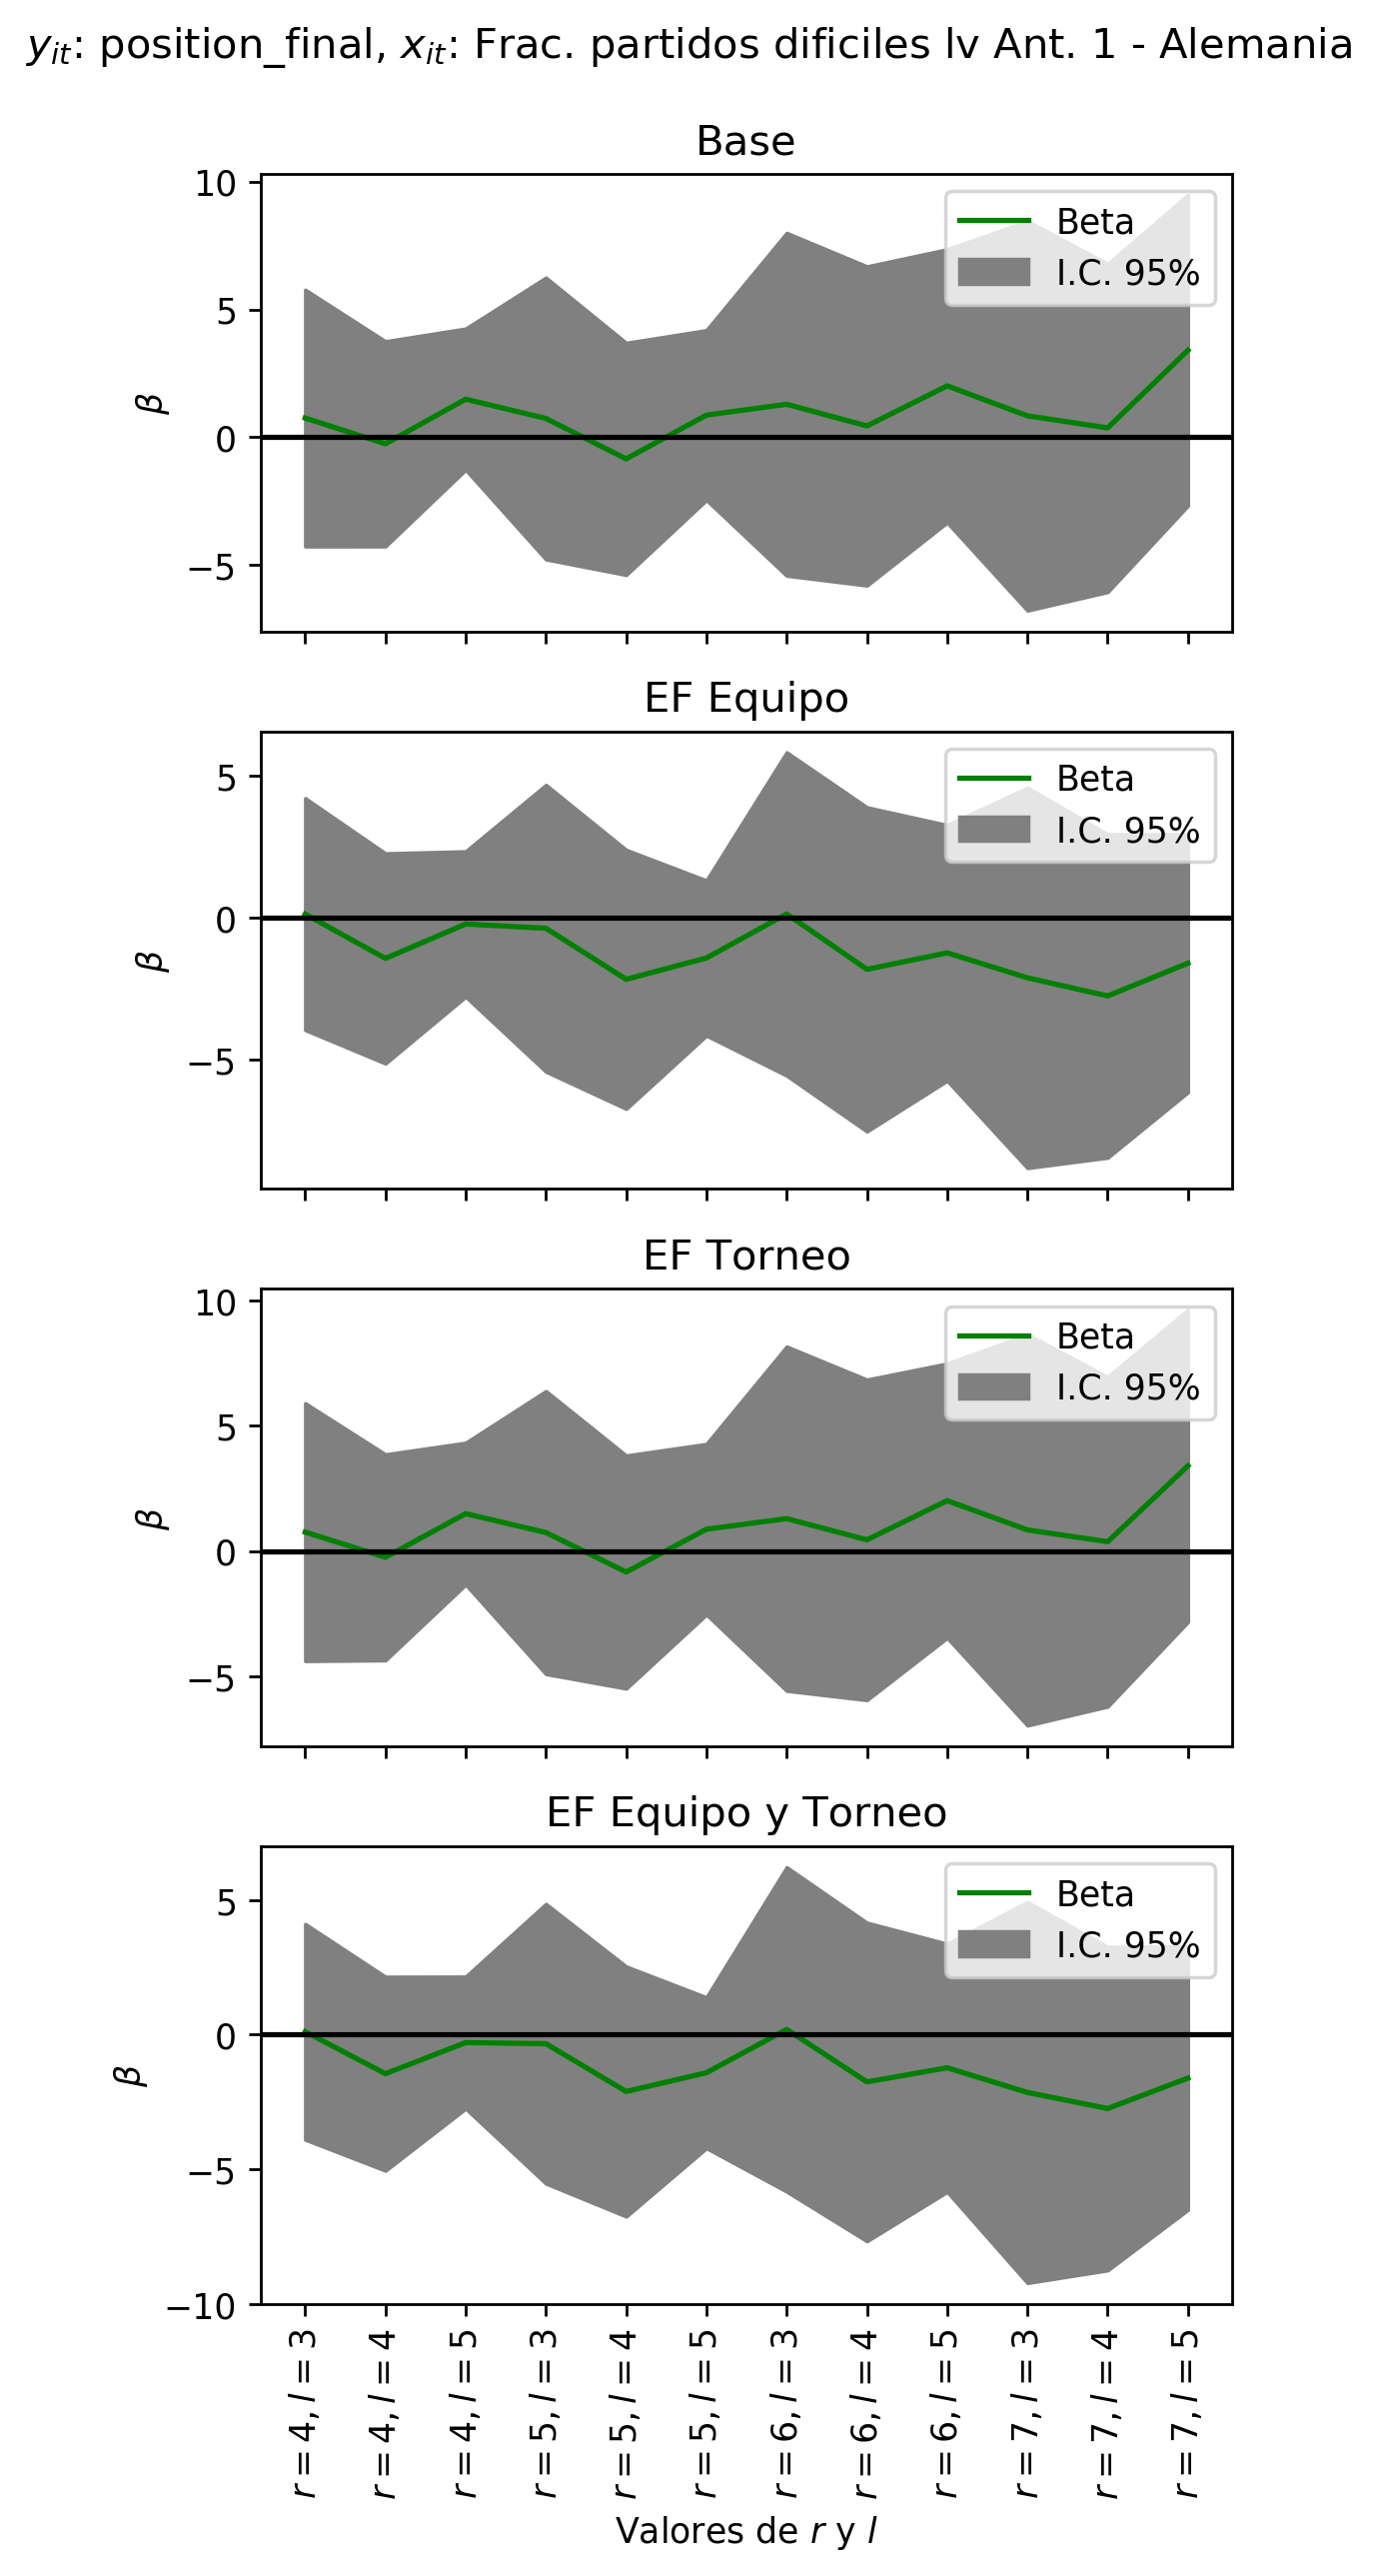 y_it: position_final, x_it: Frac. partidos dificiles lv Ant. 1 - Alemania
Base
10
5
0
−5
β
Beta
I.C. 95%
EF Equipo
5
0
−5
β
Beta
I.C. 95%
EF Torneo
10
5
0
−5
β
Beta
I.C. 95%
EF Equipo y Torneo
5
0
−5
−10
β
Beta
I.C. 95%
r = 4, l = 3
r = 4, l = 4
r = 4, l = 5
r = 5, l = 3
r = 5, l = 4
r = 5, l = 5
r = 6, l = 3
r = 6, l = 4
r = 6, l = 5
r = 7, l = 3
r = 7, l = 4
r = 7, l = 5
Valores de r y l